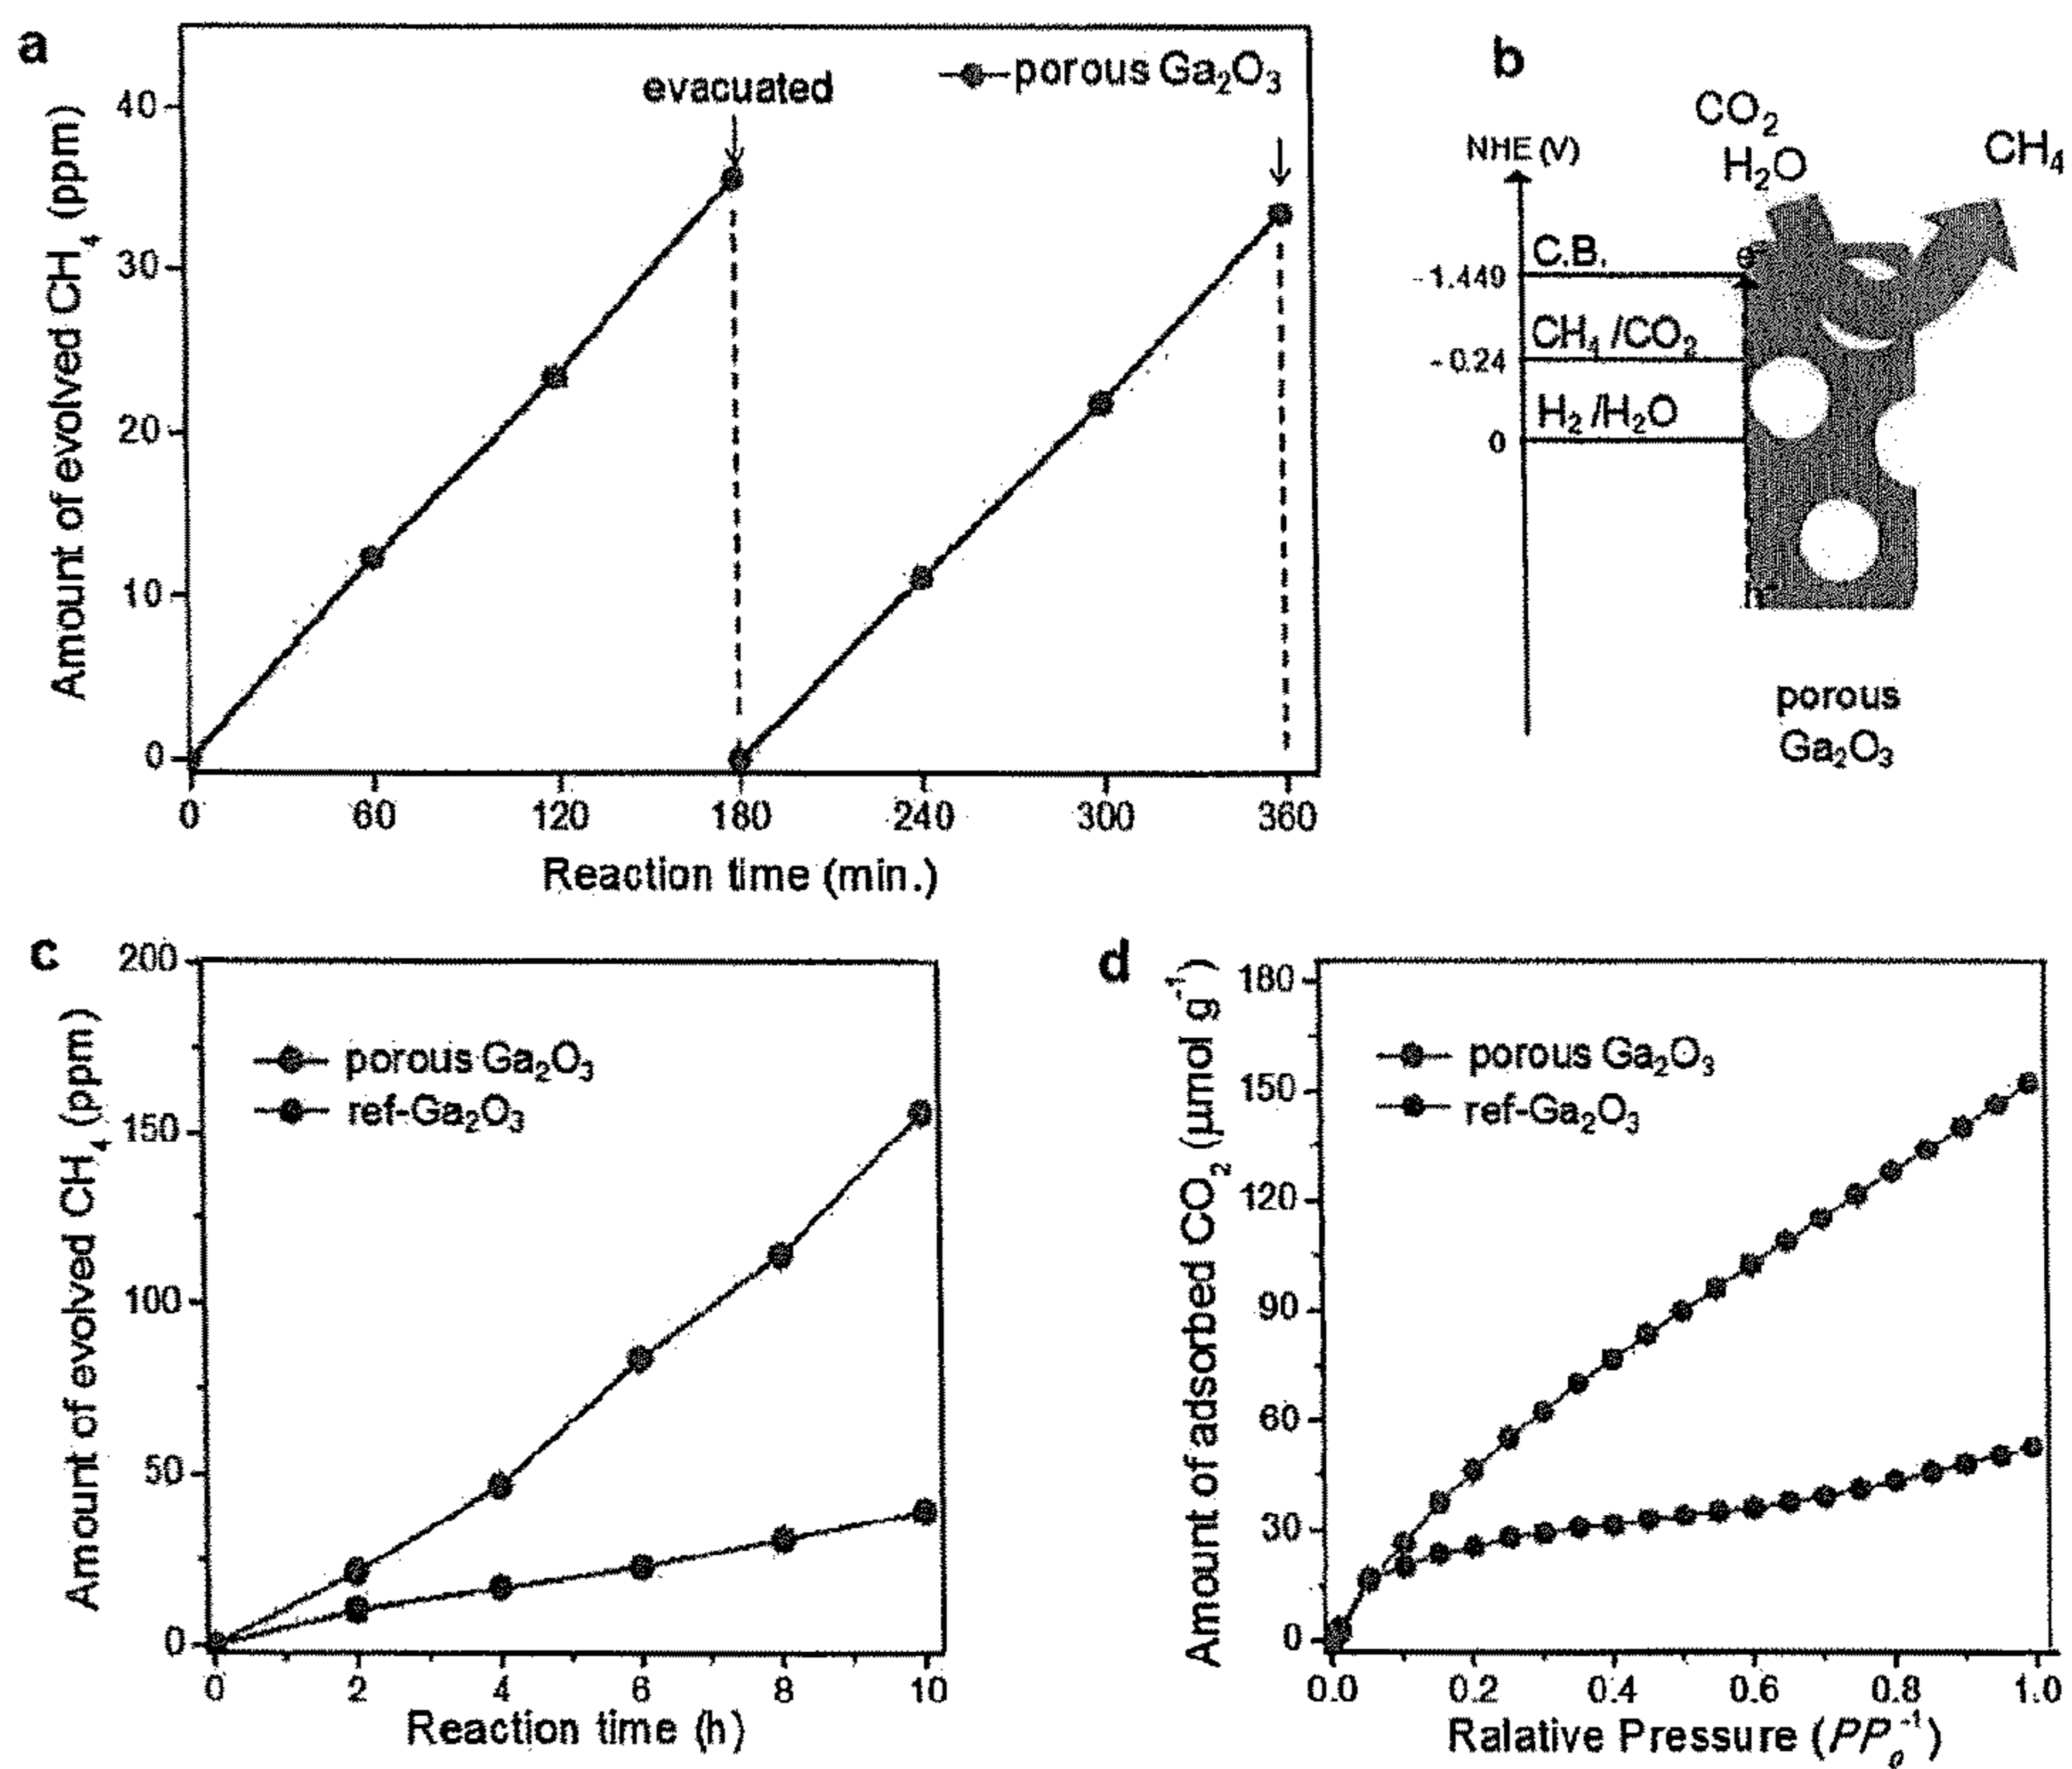 a
evacuated
porous Ga₂O₃
40
30
20
10
0
Amount of evolved CH₄ (ppm)
0 60 120 180 240 300 360
Reaction time (min.)
b
CO₂
H₂O
CH₄
NHE (V)
C.B.
-1.449
CH₄/CO₂
-0.24
H₂/H₂O
0
e⁻
porous
Ga₂O₃
c
200
150
100
50
0
Amount of evolved CH₄ (ppm)
porous Ga₂O₃
ref-Ga₂O₃
0 2 4 6 8 10
Reaction time (h)
d
180
150
120
90
60
30
0
Amount of adsorbed CO₂ (μmol g⁻¹)
porous Ga₂O₃
ref-Ga₂O₃
0.0 0.2 0.4 0.6 0.8 1.0
Ralative Pressure (PP₀⁻¹)